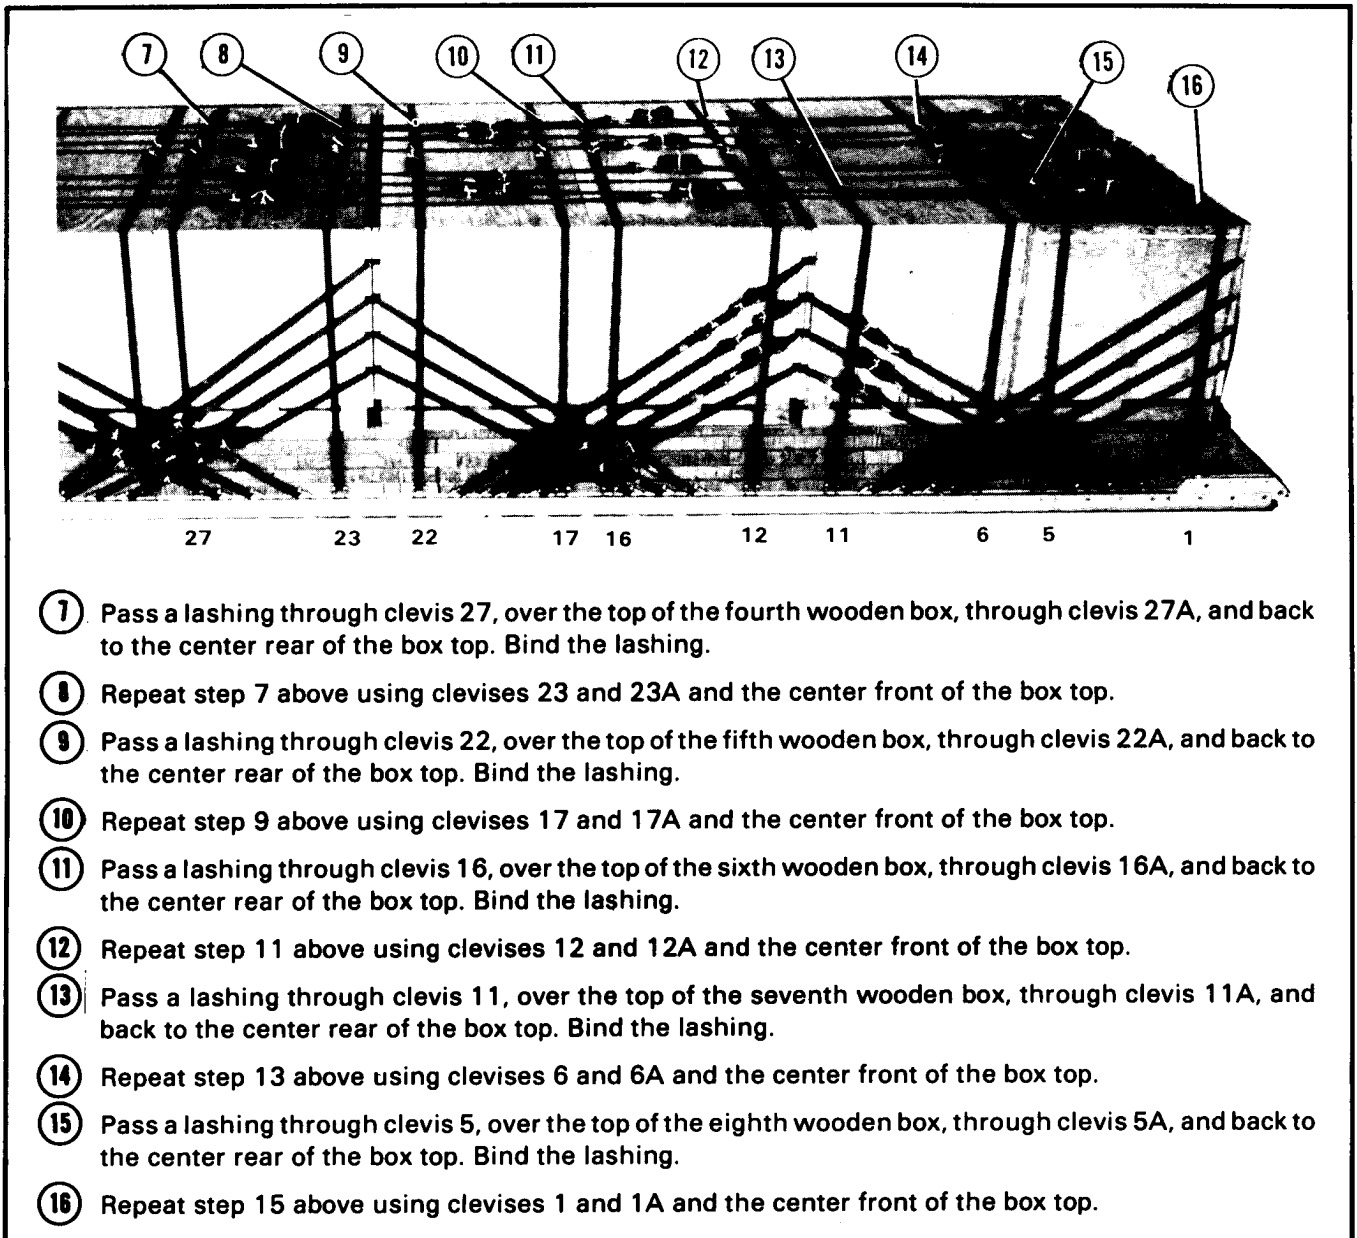 7 8 9 10 11 12 13 14 15 16
27 23 22 17 16 12 11 6 5 1
7 Pass a lashing through clevis 27, over the top of the fourth wooden box, through clevis 27A, and back
to the center rear of the box top. Bind the lashing.
8 Repeat step 7 above using clevises 23 and 23A and the center front of the box top.
9 Pass a lashing through clevis 22, over the top of the fifth wooden box, through clevis 22A, and back to
the center rear of the box top. Bind the lashing.
10 Repeat step 9 above using clevises 17 and 17A and the center front of the box top.
11 Pass a lashing through clevis 16, over the top of the sixth wooden box, through clevis 16A, and back to
the center rear of the box top. Bind the lashing.
12 Repeat step 11 above using clevises 12 and 12A and the center front of the box top.
13 Pass a lashing through clevis 11, over the top of the seventh wooden box, through clevis 11A, and
back to the center rear of the box top. Bind the lashing.
14 Repeat step 13 above using clevises 6 and 6A and the center front of the box top.
15 Pass a lashing through clevis 5, over the top of the eighth wooden box, through clevis 5A, and back to
the center rear of the box top. Bind the lashing.
16 Repeat step 15 above using clevises 1 and 1A and the center front of the box top.